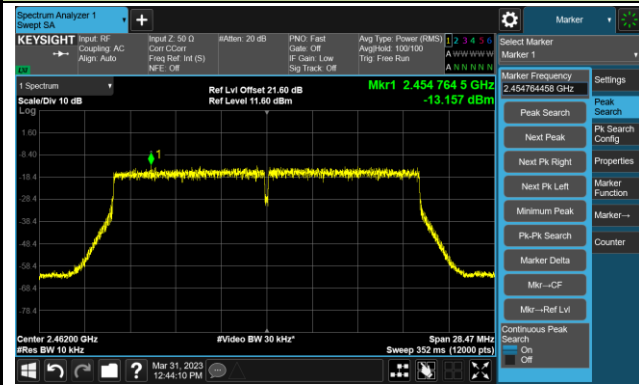 Spectrum Analyzer 1
Swept SA
+
Marker
KEYSIGHT
Input: RF
Coupling: AC
Align: Auto
Input Z: 50 Ω
Corr CCorr
Freq Ref: Int (S)
NFE: Off
#Atten: 20 dB
PNO: Fast
Gate: Off
IF Gain: Low
Sig Track: Off
Avg Type: Power (RMS)
Avg|Hold: 100/100
Trig: Free Run
1 2 3 4 5 6
A W W W W W
A N N N N N
Select Marker
Marker 1
1 Spectrum
Scale/Div 10 dB
Log
Ref Lvl Offset 21.60 dB
Ref Level 11.60 dBm
Mkr1 2.454 764 5 GHz
-13.157 dBm
1.60
-8.40
-18.4
-28.4
-38.4
-48.4
-58.4
-68.4
-78.4
1
Center 2.46200 GHz
#Res BW 10 kHz
#Video BW 30 kHz*
Span 28.47 MHz
Sweep 352 ms (12000 pts)
Marker Frequency
2.454764458 GHz
Peak Search
Next Peak
Next Pk Right
Next Pk Left
Minimum Peak
Pk-Pk Search
Marker Delta
Mkr→CF
Mkr→Ref Lvl
Continuous Peak
Search
On
Off
Settings
Peak
Search
Pk Search
Config
Properties
Marker
Function
Marker→
Counter
?
Mar 31, 2023
12:44:10 PM